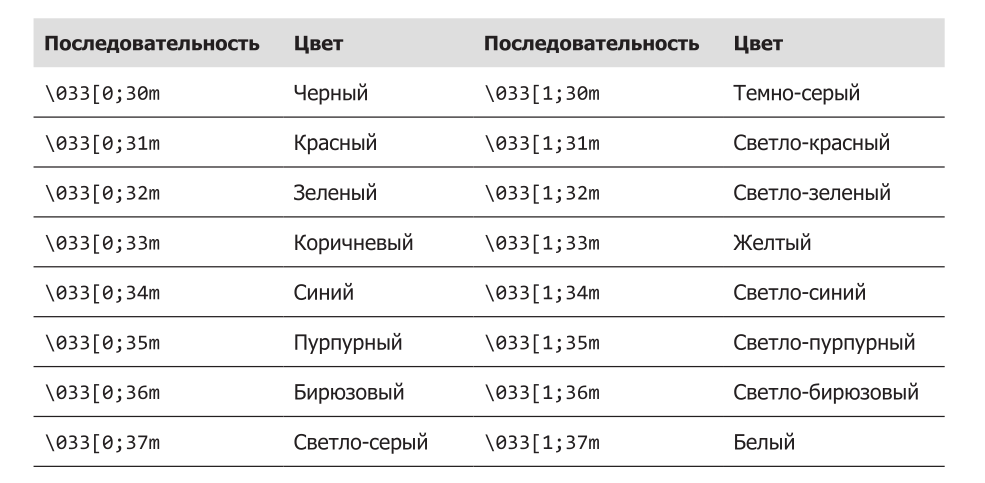 Последовательность Цвет Последовательность Цвет
\033[0;30m Черный \033[1;30m Темно-серый
\033[0;31m Красный \033[1;31m Светло-красный
\033[0;32m Зеленый \033[1;32m Светло-зеленый
\033[0;33m Коричневый \033[1;33m Желтый
\033[0;34m Синий \033[1;34m Светло-синий
\033[0;35m Пурпурный \033[1;35m Светло-пурпурный
\033[0;36m Бирюзовый \033[1;36m Светло-бирюзовый
\033[0;37m Светло-серый \033[1;37m Белый